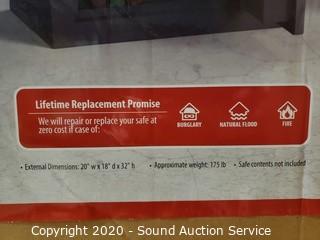 Lifetime Replacement Promise
We will repair or replace your safe at
zero cost if case of:
BURGLARY
NATURAL FLOOD
FIRE
• External Dimensions: 20" w x 18" d x 32" h • Approximate weight: 175 lb • Safe contents not included
Copyright 2020 - Sound Auction Service